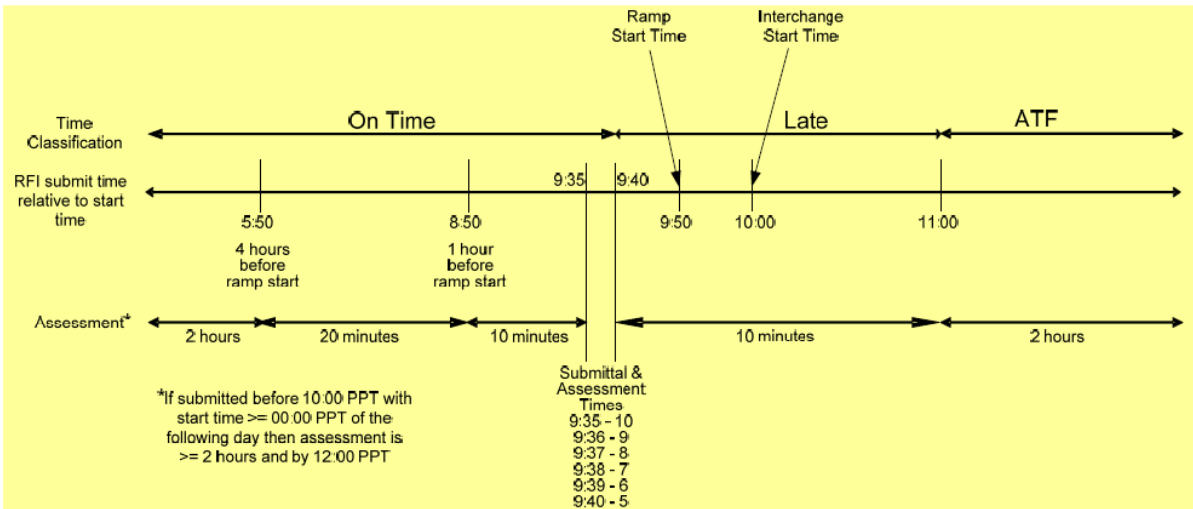 Ramp
Start Time
Interchange
Start Time
Time
Classification
On Time
Late
ATF
RFI submit time
relative to start
time
9:35
9:40
5:50
8:50
9:50
10:00
11:00
4 hours
before
ramp start
1 hour
before
ramp start
Assessment*
2 hours
20 minutes
10 minutes
10 minutes
2 hours
Submittal &
Assessment
Times
9:35 - 10
9:36 - 9
9:37 - 8
9:38 - 7
9:39 - 6
9:40 - 5
*If submitted before 10:00 PPT with
start time >= 00:00 PPT of the
following day then assessment is
>= 2 hours and by 12:00 PPT